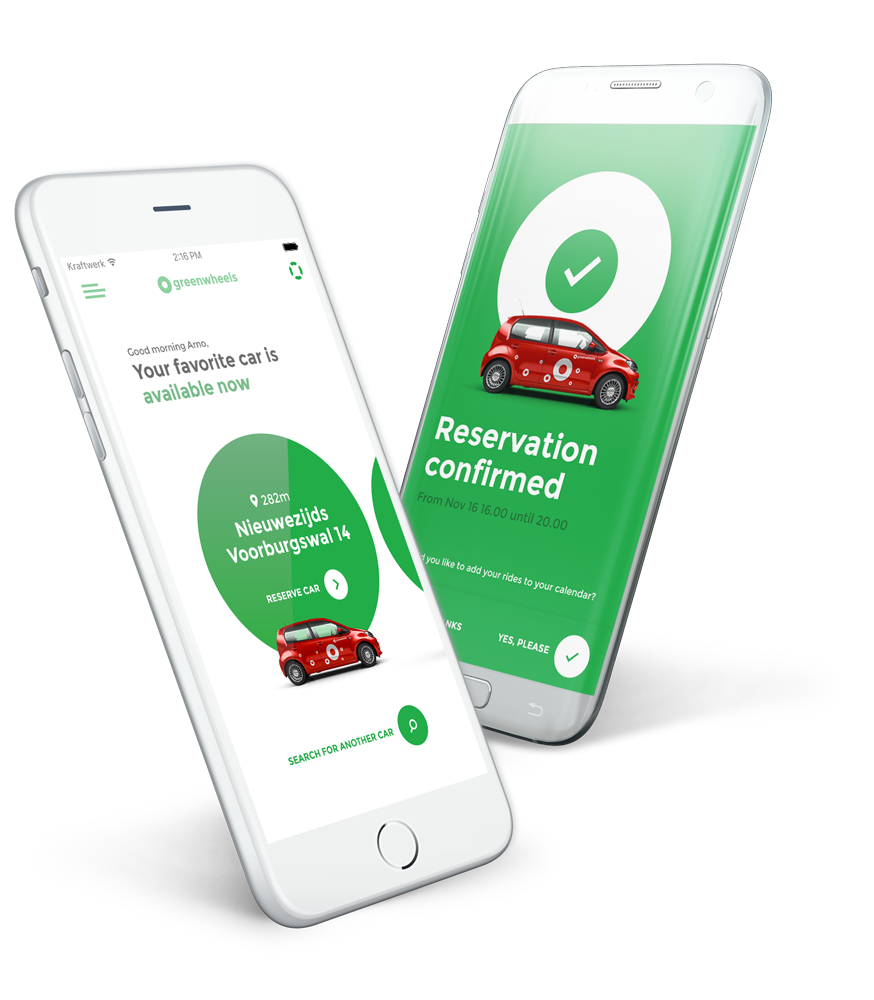 Kraftwerk
2:16 PM
greenwheels
Good morning Arno,
Your favorite car is
available now
282m
Nieuwezijds
Voorburgswal 14
RESERVE CAR
SEARCH FOR ANOTHER CAR
greenwheels
Reservation
confirmed
From Nov 16 16.00 until 20.00
d you like to add your rides to your calendar?
NKS
YES, PLEASE